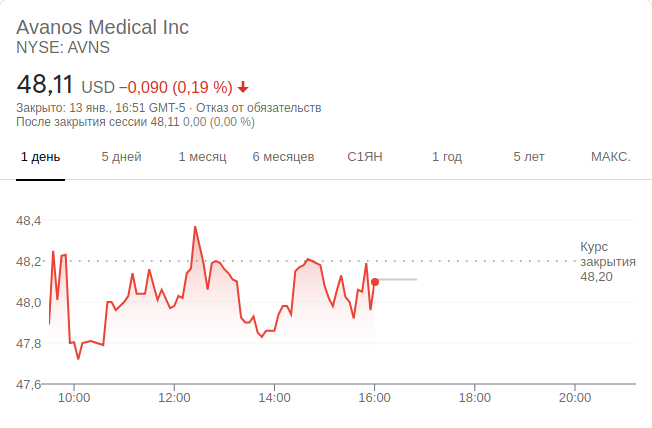 Avanos Medical Inc
NYSE: AVNS
48,11 USD −0,090 (0,19 %)
Закрыто: 13 янв., 16:51 GMT-5 · Отказ от обязательств
После закрытия сессии 48,11 0,00 (0,00 %)
1 день 5 дней 1 месяц 6 месяцев С1ЯН 1 год 5 лет МАКС.
48,4
48,2
48,0
47,8
47,6
Курс
закрытия
48,20
10:00 12:00 14:00 16:00 18:00 20:00